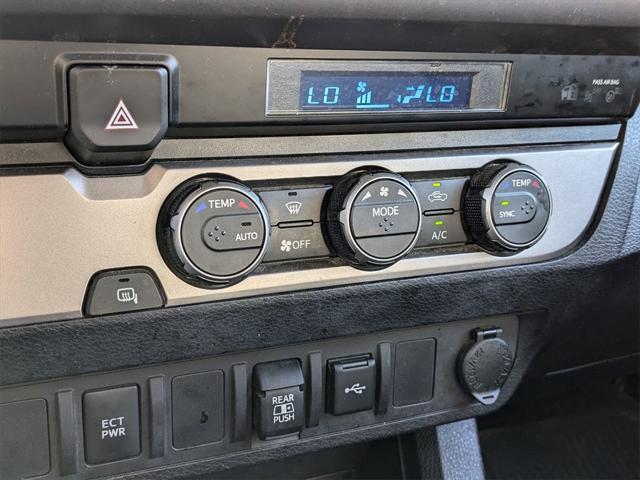 PASS AIR BAG
LO LO
TEMP
AUTO
OFF
MODE
A/C
TEMP
SYNC
ECT
PWR
REAR
PUSH